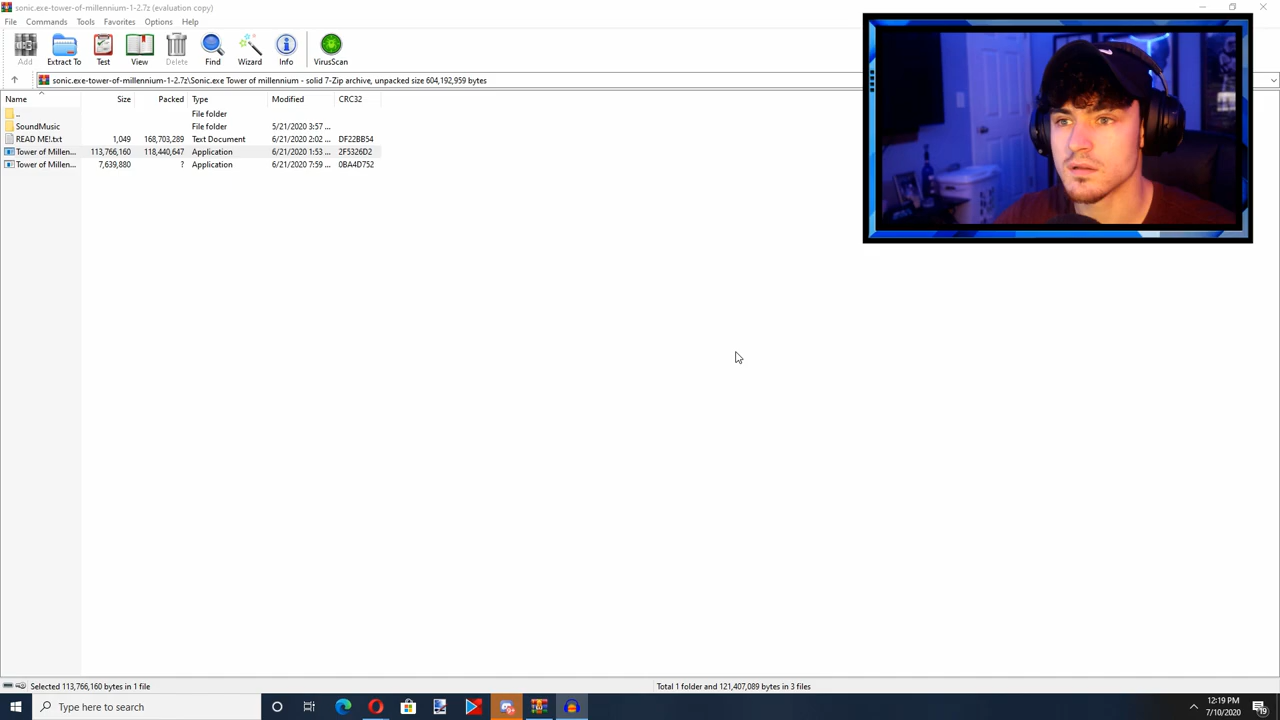 sonic.exe-tower-of-millennium-1-2.7z (evaluation copy)
File Commands Tools Favorites Options Help
Add Extract To Test View Delete Find Wizard Info VirusScan
sonic.exe-tower-of-millennium-1-2.7z\Sonic.exe Tower of millennium - solid 7-Zip archive, unpacked size 604,192,959 bytes
Name Size Packed Type Modified CRC32
.. File folder
SoundMusic File folder 5/21/2020 3:57 ...
READ ME!.txt 1,049 168,703,289 Text Document 6/21/2020 2:02 ... DF22BB54
Tower of Millen... 113,766,160 118,440,647 Application 6/21/2020 1:53 ... 2F5326D2
Tower of Millen... 7,639,880 ? Application 6/21/2020 7:59 ... 0BA4D752
Selected 113,766,160 bytes in 1 file
Total 1 folder and 121,407,089 bytes in 3 files
Type here to search
12:19 PM
7/10/2020
19